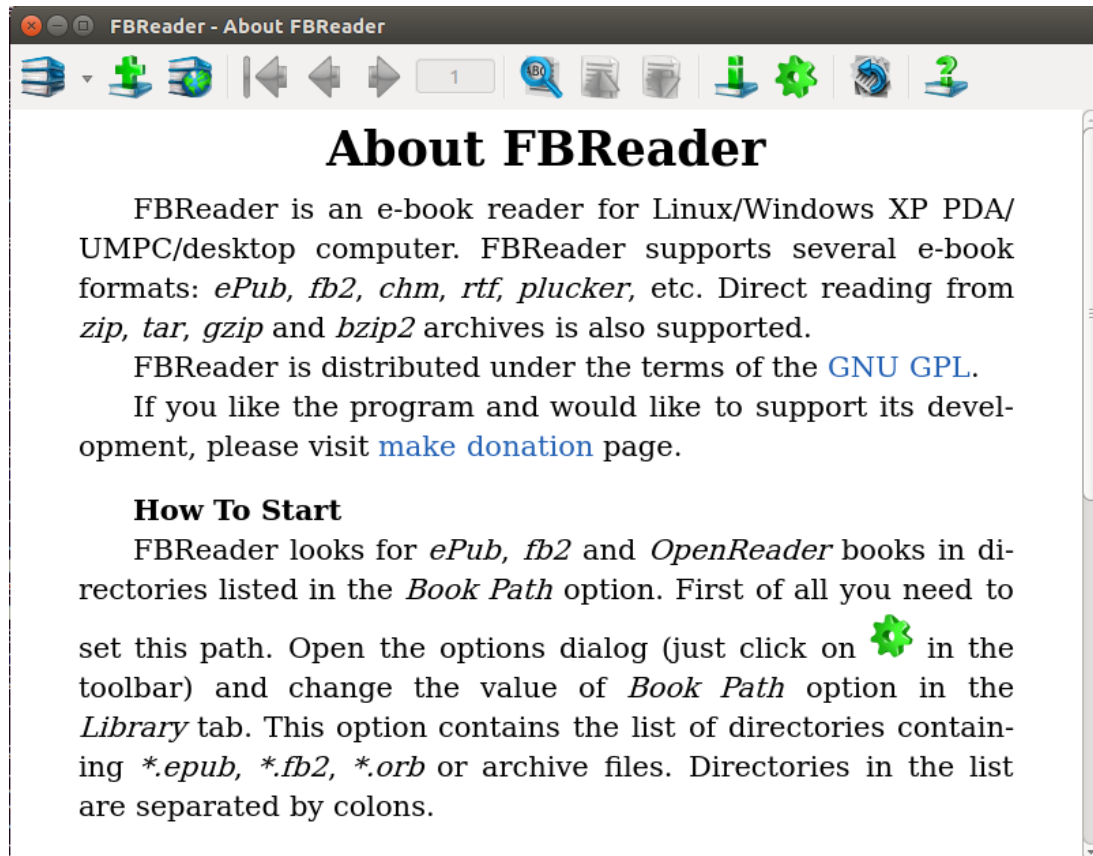 FBReader - About FBReader
1
ABC
About FBReader
FBReader is an e-book reader for Linux/Windows XP PDA/
UMPC/desktop computer. FBReader supports several e-book
formats: ePub, fb2, chm, rtf, plucker, etc. Direct reading from
zip, tar, gzip and bzip2 archives is also supported.
FBReader is distributed under the terms of the GNU GPL.
If you like the program and would like to support its devel-
opment, please visit make donation page.
How To Start
FBReader looks for ePub, fb2 and OpenReader books in di-
rectories listed in the Book Path option. First of all you need to
set this path. Open the options dialog (just click on in the
toolbar) and change the value of Book Path option in the
Library tab. This option contains the list of directories contain-
ing *.epub, *.fb2, *.orb or archive files. Directories in the list
are separated by colons.